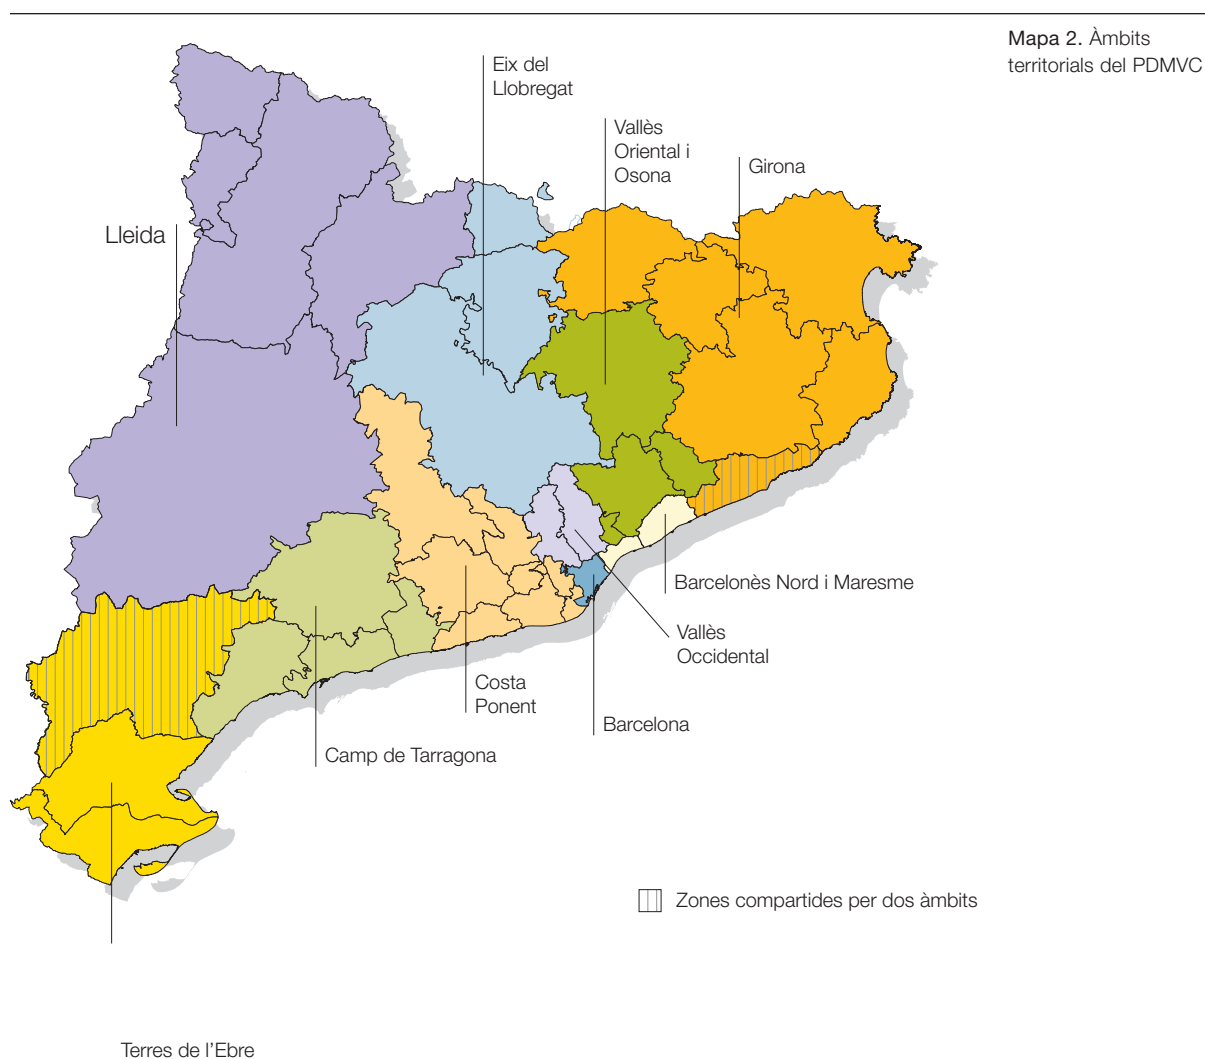 Mapa 2. Àmbits
territorials del PDMVC
Eix del
Llobregat
Vallès
Oriental i
Osona
Girona
Lleida
Barcelonès Nord i Maresme
Vallès
Occidental
Costa
Ponent
Barcelona
Camp de Tarragona
Zones compartides per dos àmbits
Terres de l’Ebre